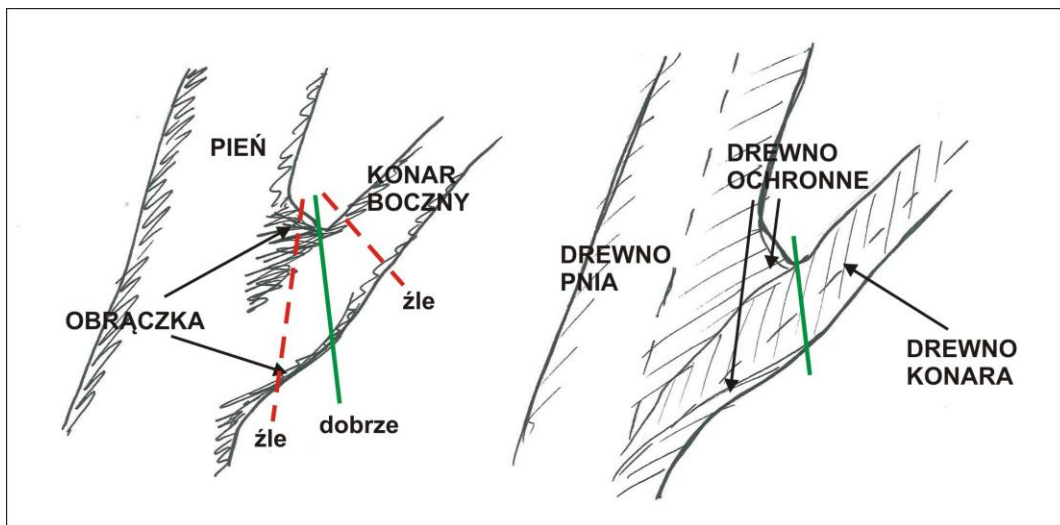 PIEŃ
KONAR
BOCZNY
OBRĄCZKA
źle
źle
dobrze
DREWNO
OCHRONNE
DREWNO
PNIA
DREWNO
KONARA